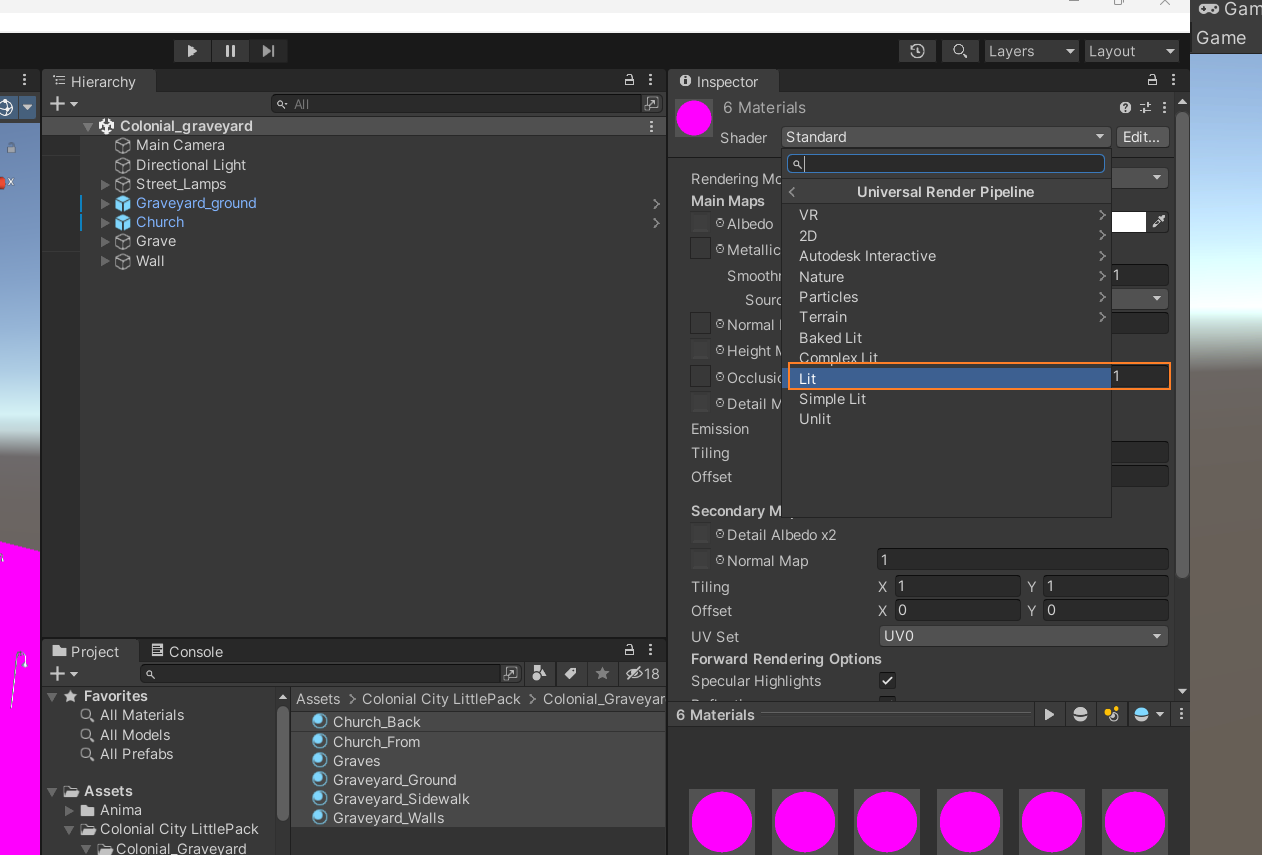 Gam
Game
Layers
Layout
Hierarchy
All
Colonial_graveyard
Main Camera
Directional Light
Street_Lamps
Graveyard_ground
Church
Grave
Wall
Inspector
6 Materials
Shader Standard Edit...
Rendering Mo
Main Maps
Albedo
Metallic
Smoothn
1
Sourc
Normal
Height M
Occlusio
1
Detail M
Emission
Tiling
Offset
Universal Render Pipeline
VR
2D
Autodesk Interactive
Nature
Particles
Terrain
Baked Lit
Complex Lit
Lit
Simple Lit
Unlit
Secondary M
Detail Albedo x2
Normal Map 1
Tiling X 1 Y 1
Offset X 0 Y 0
UV Set UV0
Forward Rendering Options
Specular Highlights
6 Materials
Project
Console
18
Favorites
All Materials
All Models
All Prefabs
Assets
Anima
Colonial City LittlePack
Colonial_Graveyard
Assets > Colonial City LittlePack > Colonial_Graveyar
Church_Back
Church_From
Graves
Graveyard_Ground
Graveyard_Sidewalk
Graveyard_Walls